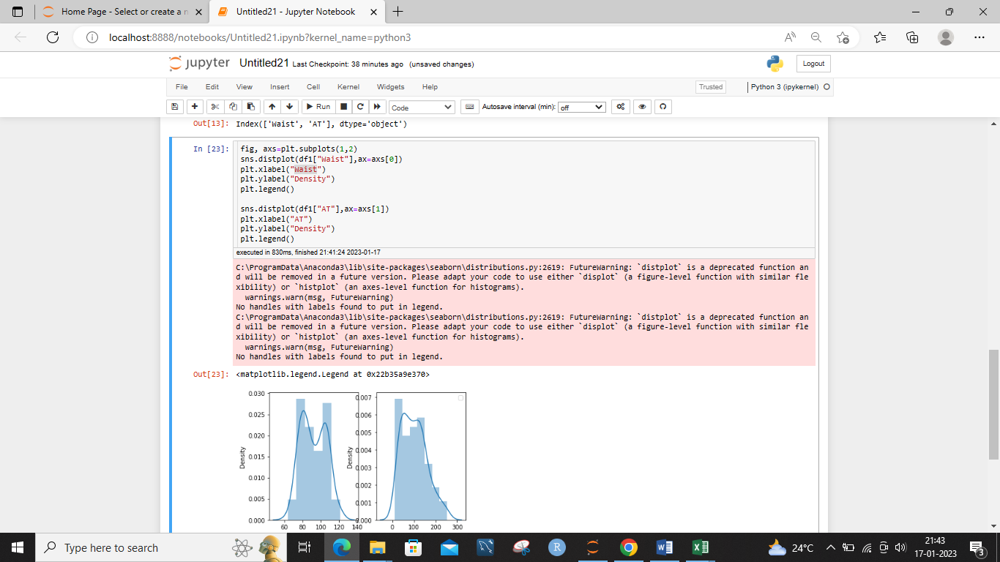 Home Page - Select or create a n
Untitled21 - Jupyter Notebook
localhost:8888/notebooks/Untitled21.ipynb?kernel_name=python3
jupyter Untitled21 Last Checkpoint: 38 minutes ago (unsaved changes)
Logout
File Edit View Insert Cell Kernel Widgets Help
Trusted
Python 3 (ipykernel)
Run
Code
Autosave interval (min): off
Out[13]: Index(['Waist', 'AT'], dtype='object')
In [23]: fig, axs=plt.subplots(1,2)
sns.distplot(df1["Waist"],ax=axs[0])
plt.xlabel("Waist")
plt.ylabel("Density")
plt.legend()
sns.distplot(df1["AT"],ax=axs[1])
plt.xlabel("AT")
plt.ylabel("Density")
plt.legend()
executed in 830ms, finished 21:41:24 2023-01-17
C:\ProgramData\Anaconda3\lib\site-packages\seaborn\distributions.py:2619: FutureWarning: `distplot` is a deprecated function an
d will be removed in a future version. Please adapt your code to use either `displot` (a figure-level function with similar fle
xibility) or `histplot` (an axes-level function for histograms).
warnings.warn(msg, FutureWarning)
No handles with labels found to put in legend.
C:\ProgramData\Anaconda3\lib\site-packages\seaborn\distributions.py:2619: FutureWarning: `distplot` is a deprecated function an
d will be removed in a future version. Please adapt your code to use either `displot` (a figure-level function with similar fle
xibility) or `histplot` (an axes-level function for histograms).
warnings.warn(msg, FutureWarning)
No handles with labels found to put in legend.
Out[23]: <matplotlib.legend.Legend at 0x22b35a9e370>
0.030
0.025
0.020
0.015
0.010
0.005
0.000
Density
60 80 100 120 140
0.007
0.006
0.005
0.004
0.003
0.002
0.001
0.000
Density
0 100 200 300
Type here to search
24°C
21:43
17-01-2023
3